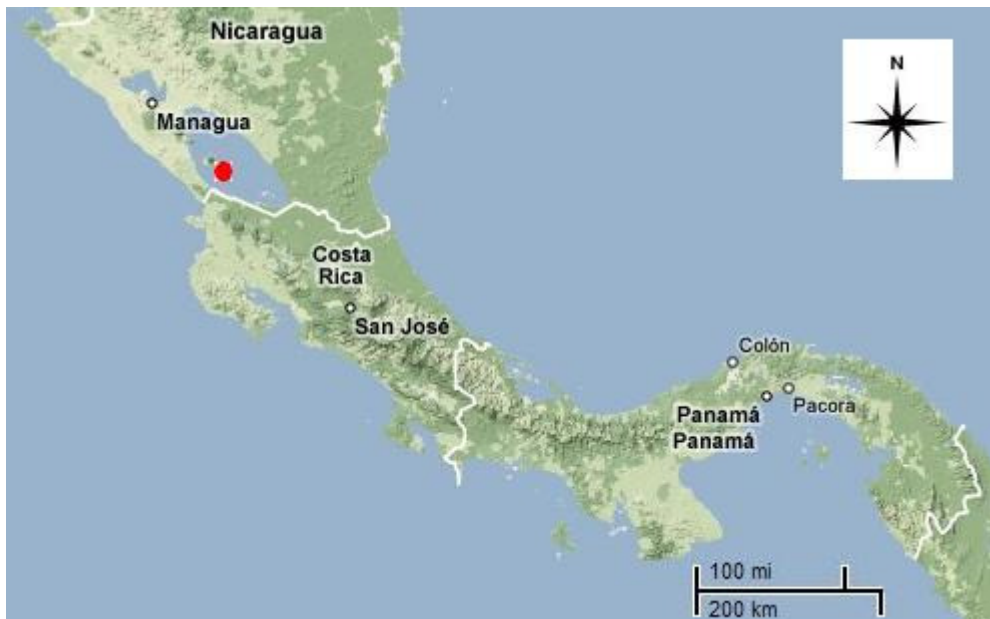 Nicaragua
N
Managua
Costa
Rica
San José
Colón
Pacora
Panamá
Panamá
100 mi
200 km